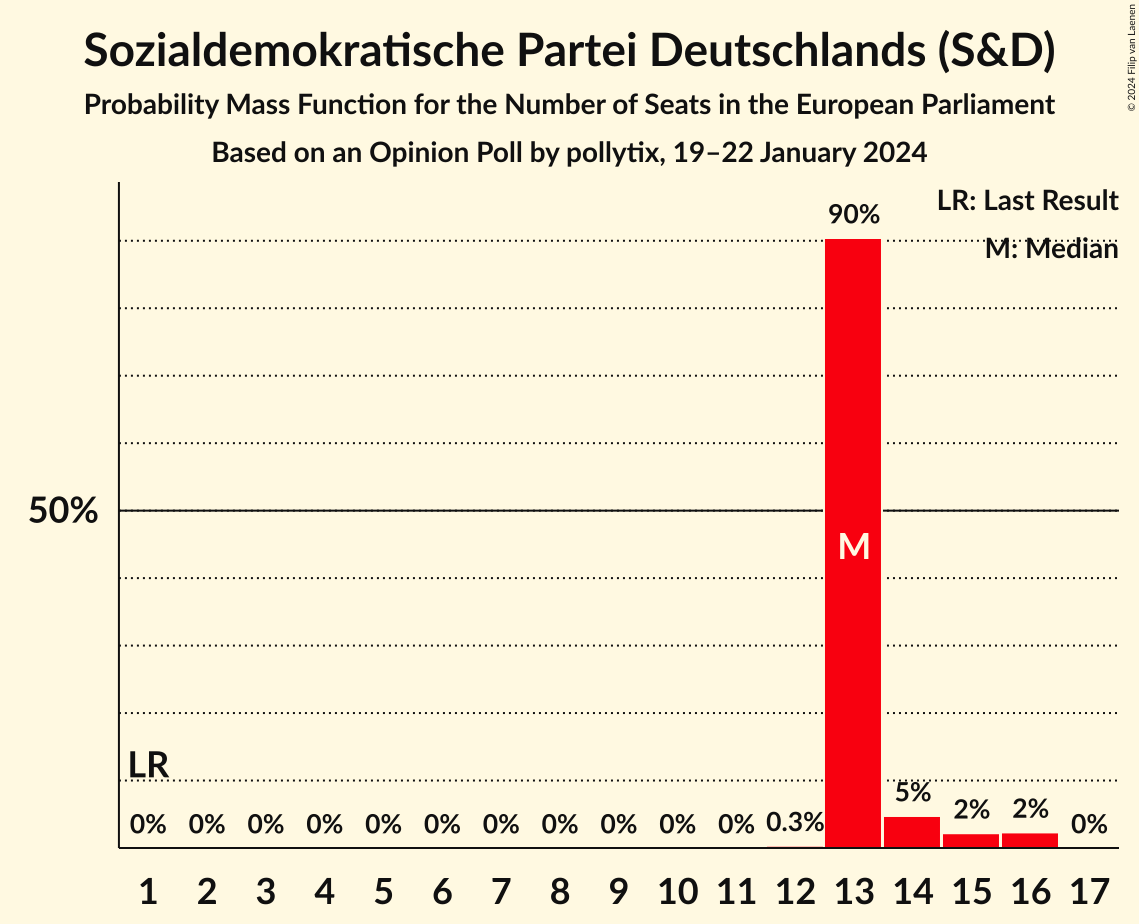 Sozialdemokratische Partei Deutschlands (S&D)
Probability Mass Function for the Number of Seats in the European Parliament
Based on an Opinion Poll by pollytix, 19–22 January 2024
© 2024 Filip van Laenen
LR: Last Result
M: Median
90%
50%
M
LR
0% 0% 0% 0% 0% 0% 0% 0% 0% 0% 0% 0.3% 5% 2% 2% 0%
1 2 3 4 5 6 7 8 9 10 11 12 13 14 15 16 17